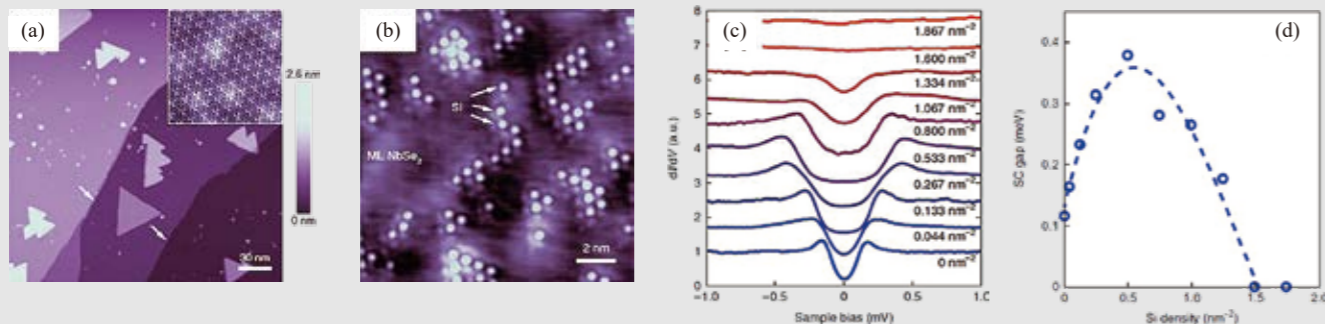 (a)
2.6 nm
0 nm
30 nm
(b)
Si
ML NbSe2
2 nm
(c)
dI/dV (a.u.)
8
7
6
5
4
3
2
1
0
1.867 nm⁻²
1.600 nm⁻²
1.334 nm⁻²
1.067 nm⁻²
0.800 nm⁻²
0.533 nm⁻²
0.267 nm⁻²
0.133 nm⁻²
0.044 nm⁻²
0 nm⁻²
−1.0 −0.5 0 0.5 1.0
Sample bias (mV)
(d)
SC gap (moV)
0.4
0.3
0.2
0.1
0
0 0.5 1.0 1.5 2.0
Si density (nm⁻²)